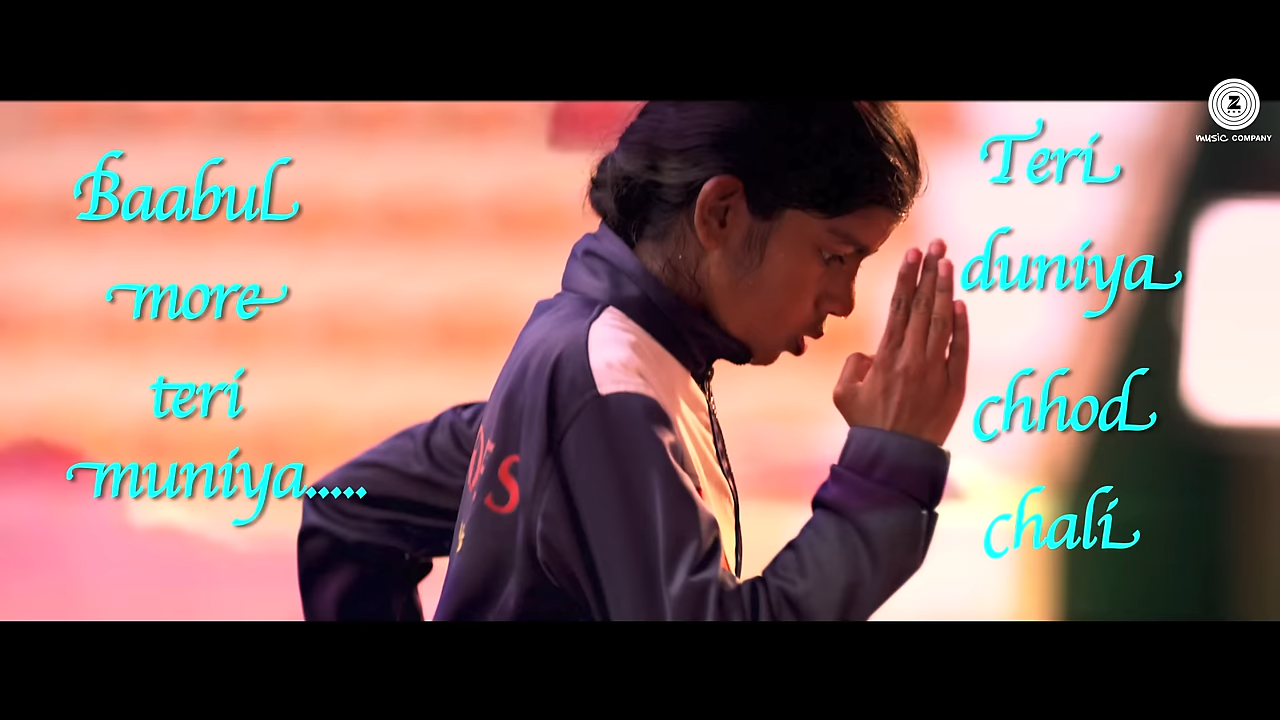 Baabul
more
teri
muniya.....
Teri
duniya
chhod
chali
Z
music COMPANY